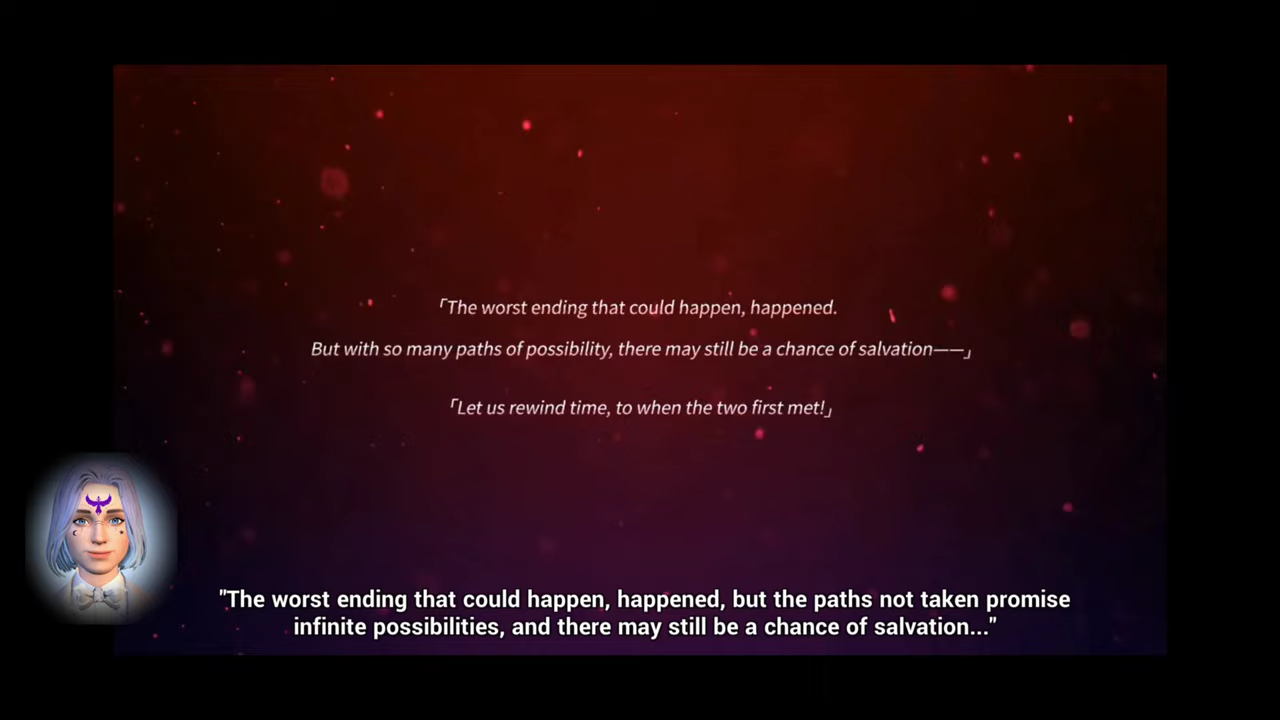 「The worst ending that could happen, happened.
But with so many paths of possibility, there may still be a chance of salvation——」
「Let us rewind time, to when the two first met!」
"The worst ending that could happen, happened, but the paths not taken promise
infinite possibilities, and there may still be a chance of salvation..."